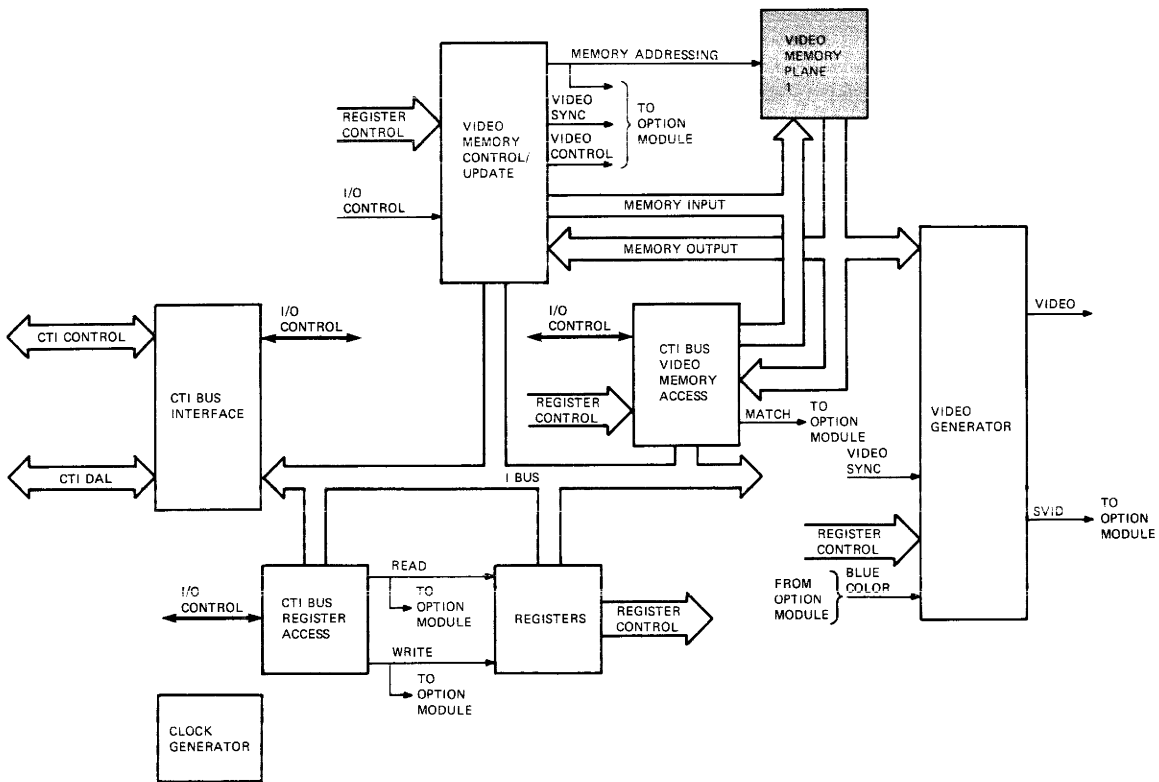 MEMORY ADDRESSING
VIDEO
MEMORY
PLANE
1
VIDEO
SYNC
VIDEO
CONTROL
TO
OPTION
MODULE
REGISTER
CONTROL
VIDEO
MEMORY
CONTROL/
UPDATE
I/O
CONTROL
MEMORY INPUT
MEMORY OUTPUT
CTI CONTROL
CTI DAL
CTI BUS
INTERFACE
I/O
CONTROL
I/O
CONTROL
REGISTER
CONTROL
CTI BUS
VIDEO
MEMORY
ACCESS
MATCH
TO
OPTION
MODULE
I BUS
VIDEO
GENERATOR
VIDEO
VIDEO
SYNC
SVID
TO
OPTION
MODULE
REGISTER
CONTROL
FROM
OPTION
MODULE
BLUE
COLOR
I/O
CONTROL
CTI BUS
REGISTER
ACCESS
READ
TO
OPTION
MODULE
WRITE
TO
OPTION
MODULE
REGISTERS
REGISTER
CONTROL
CLOCK
GENERATOR